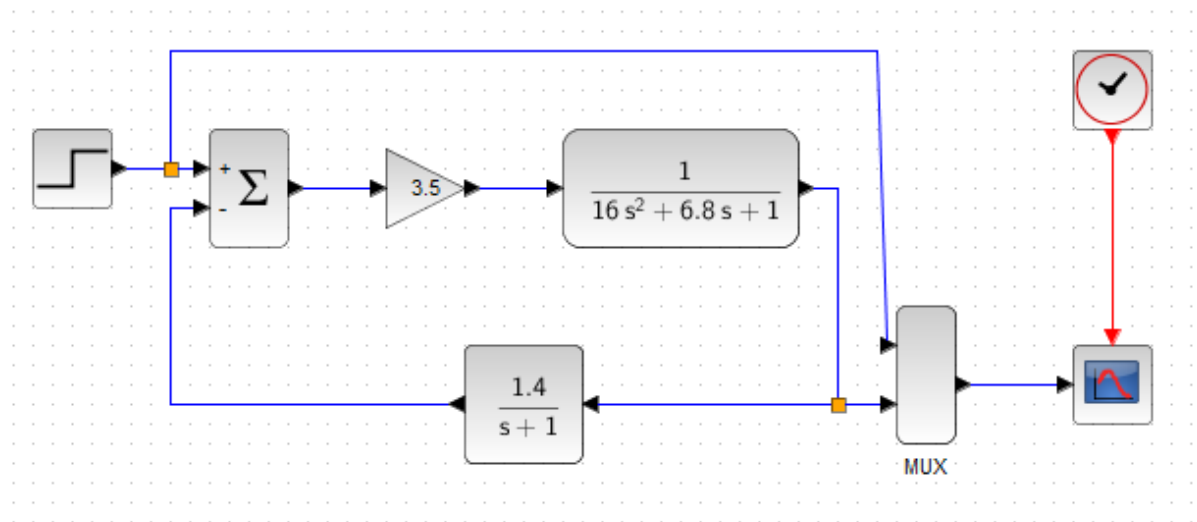 +
-
Σ
3.5
1
16 s² + 6.8 s + 1
1.4
s + 1
MUX